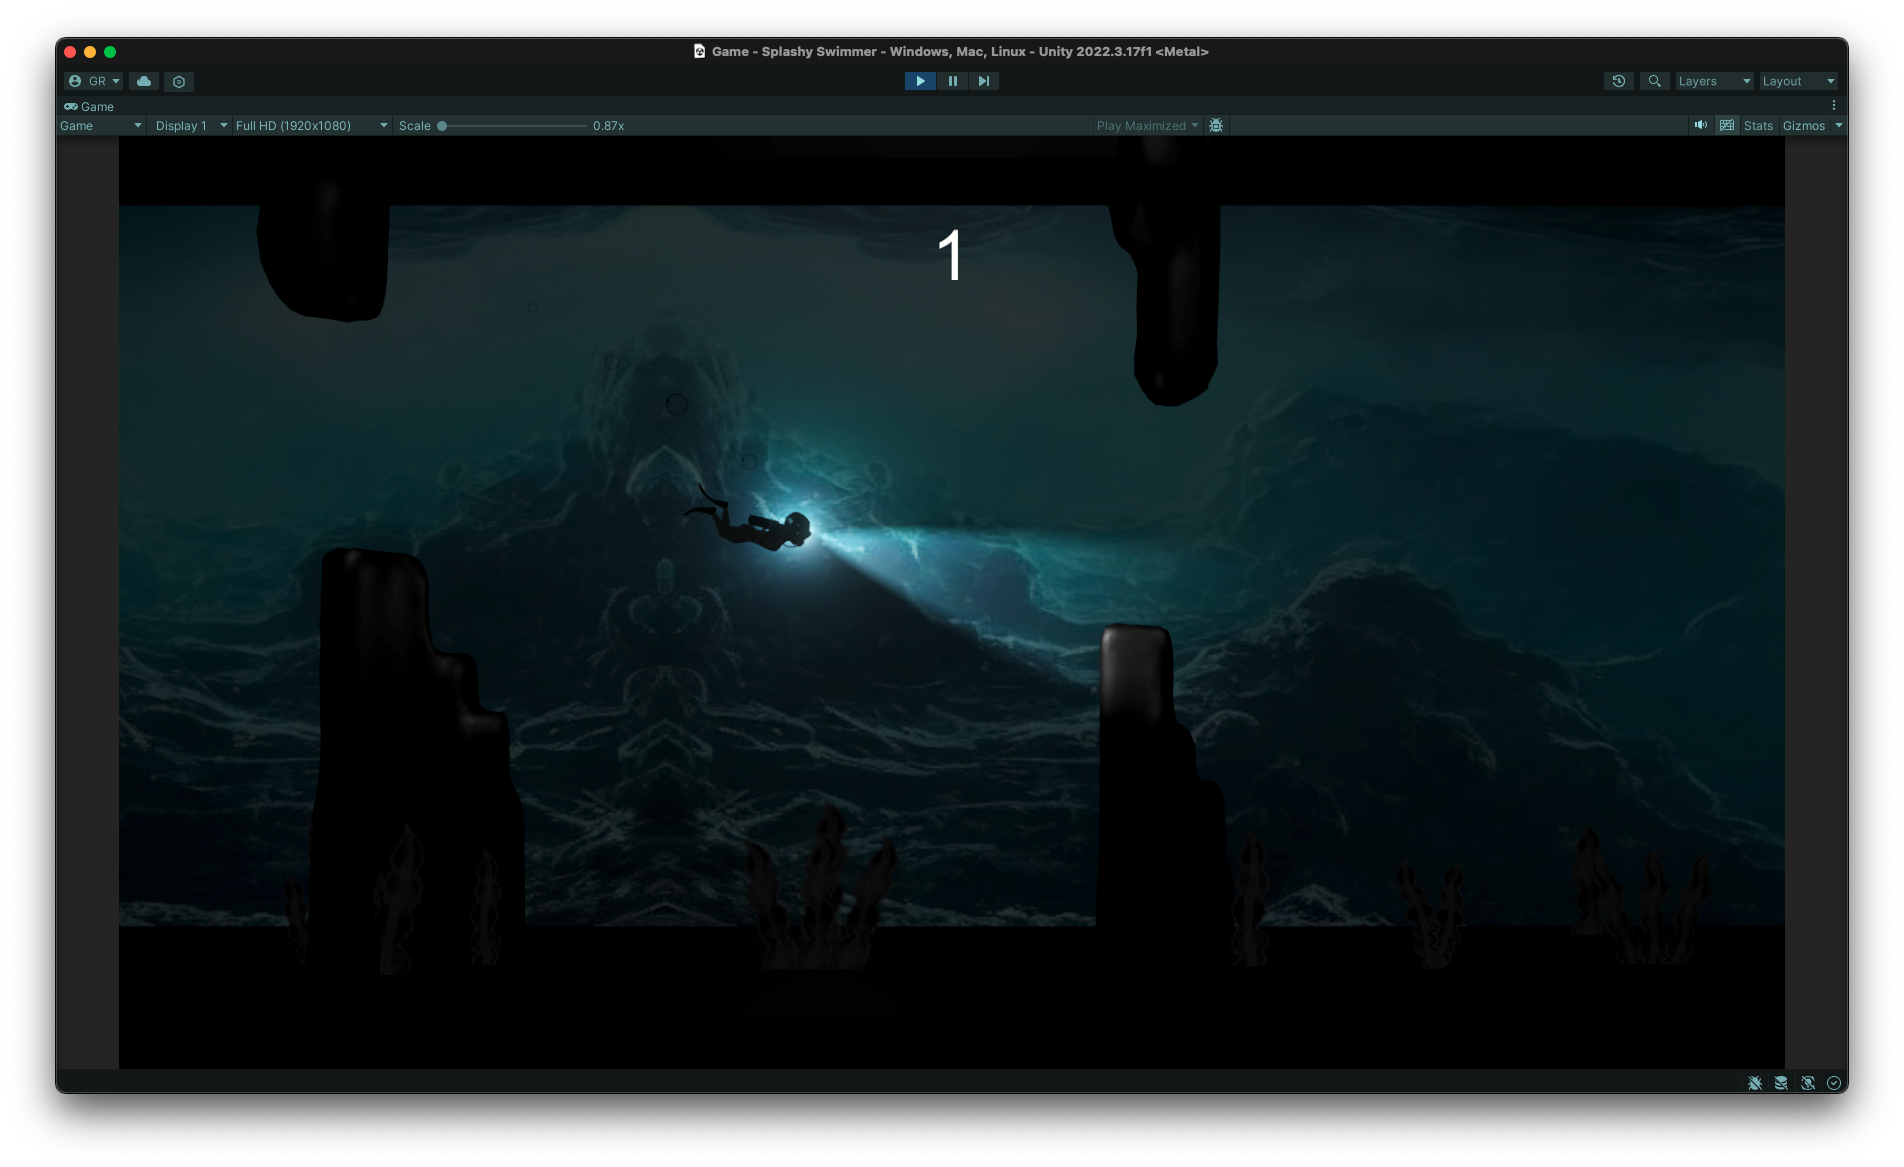 Game - Splashy Swimmer - Windows, Mac, Linux - Unity 2022.3.17f1 <Metal>
GR
Layers
Layout
Game
Game
Display 1
Full HD (1920x1080)
Scale
0.87x
Play Maximized
Stats
Gizmos
1